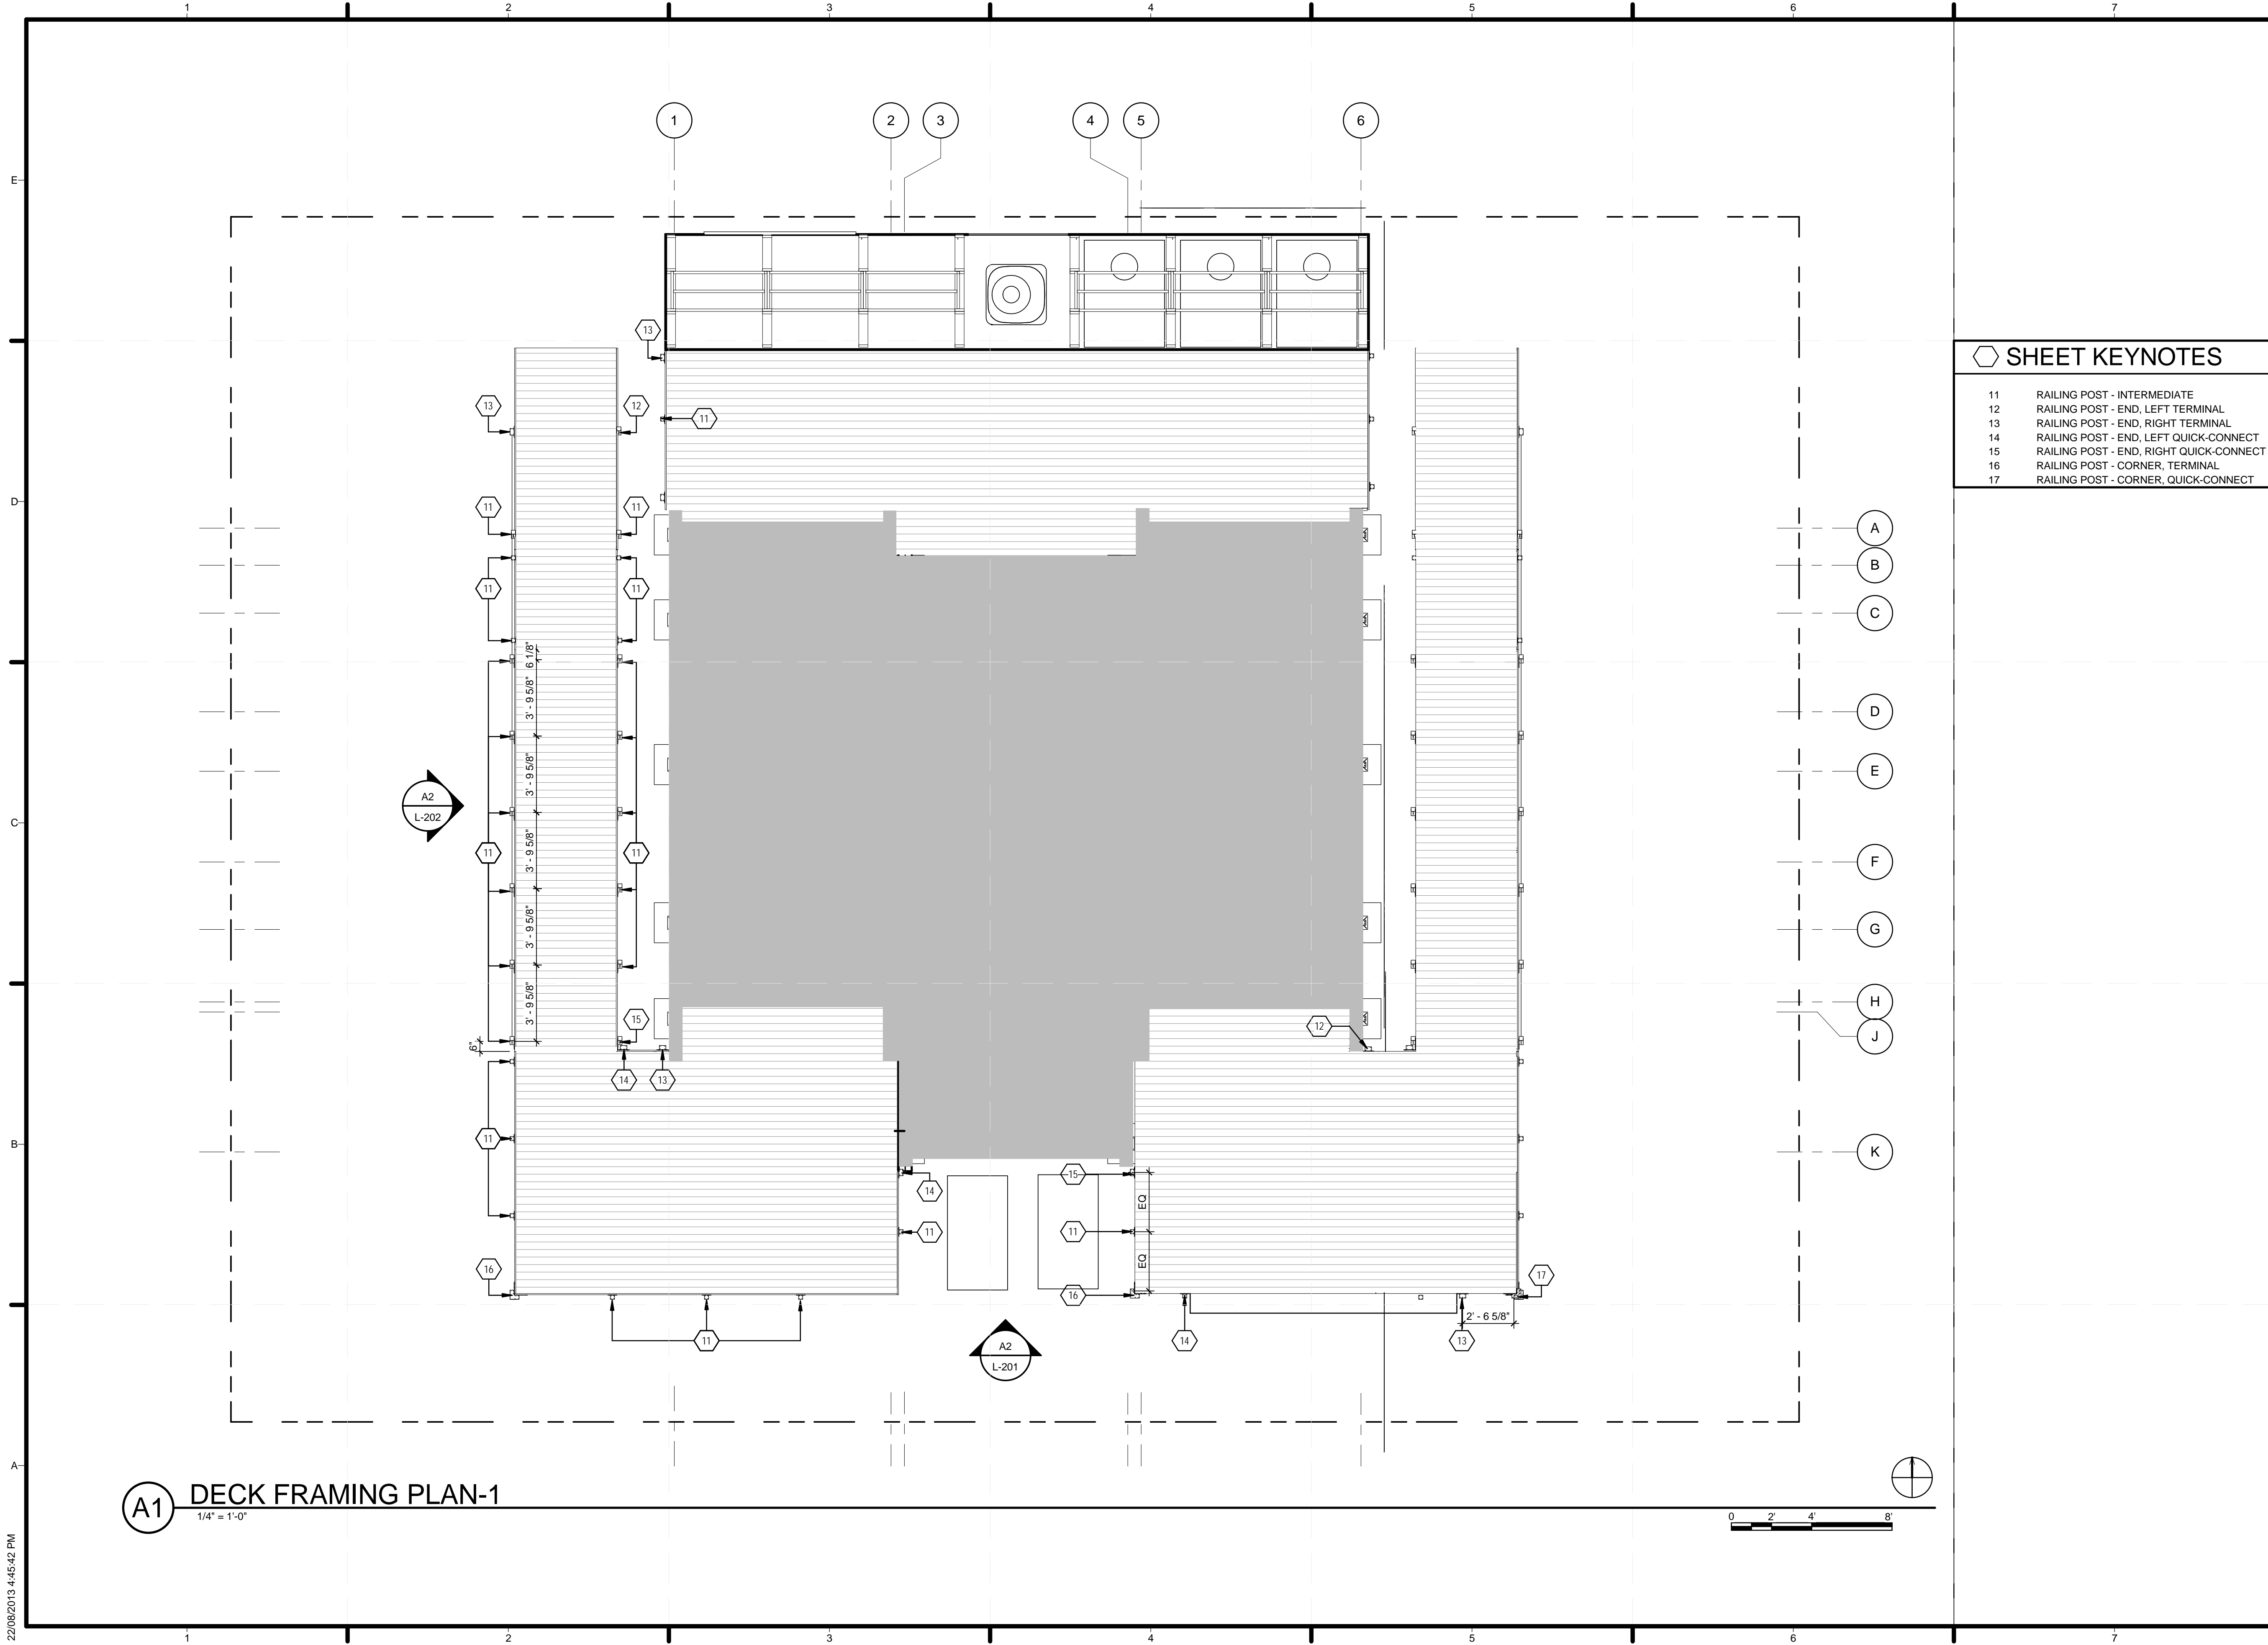 1 2 3 4 5 6 7
1 2 3 4 5 6
E
13
SHEET KEYNOTES
11 RAILING POST - INTERMEDIATE
12 RAILING POST - END, LEFT TERMINAL
13 RAILING POST - END, RIGHT TERMINAL
14 RAILING POST - END, LEFT QUICK-CONNECT
15 RAILING POST - END, RIGHT QUICK-CONNECT
16 RAILING POST - CORNER, TERMINAL
17 RAILING POST - CORNER, QUICK-CONNECT
13 12
11
D
11 11
A
B
11 11
C
6 1/8"
3' - 9 5/8"
D
E
3' - 9 5/8"
A2
L-202
C
3' - 9 5/8"
11 11
F
3' - 9 5/8"
G
3' - 9 5/8"
H
15
12
J
6"
14 13
11
B
K
15
14
EQ
11
11
EQ
16
16
17
2' - 6 5/8"
11
14
13
A2
L-201
A
A1
DECK FRAMING PLAN-1
1/4" = 1'-0"
0 2' 4' 8'
22/08/2013 4:45:42 PM
1 2 3 4 5 6 7